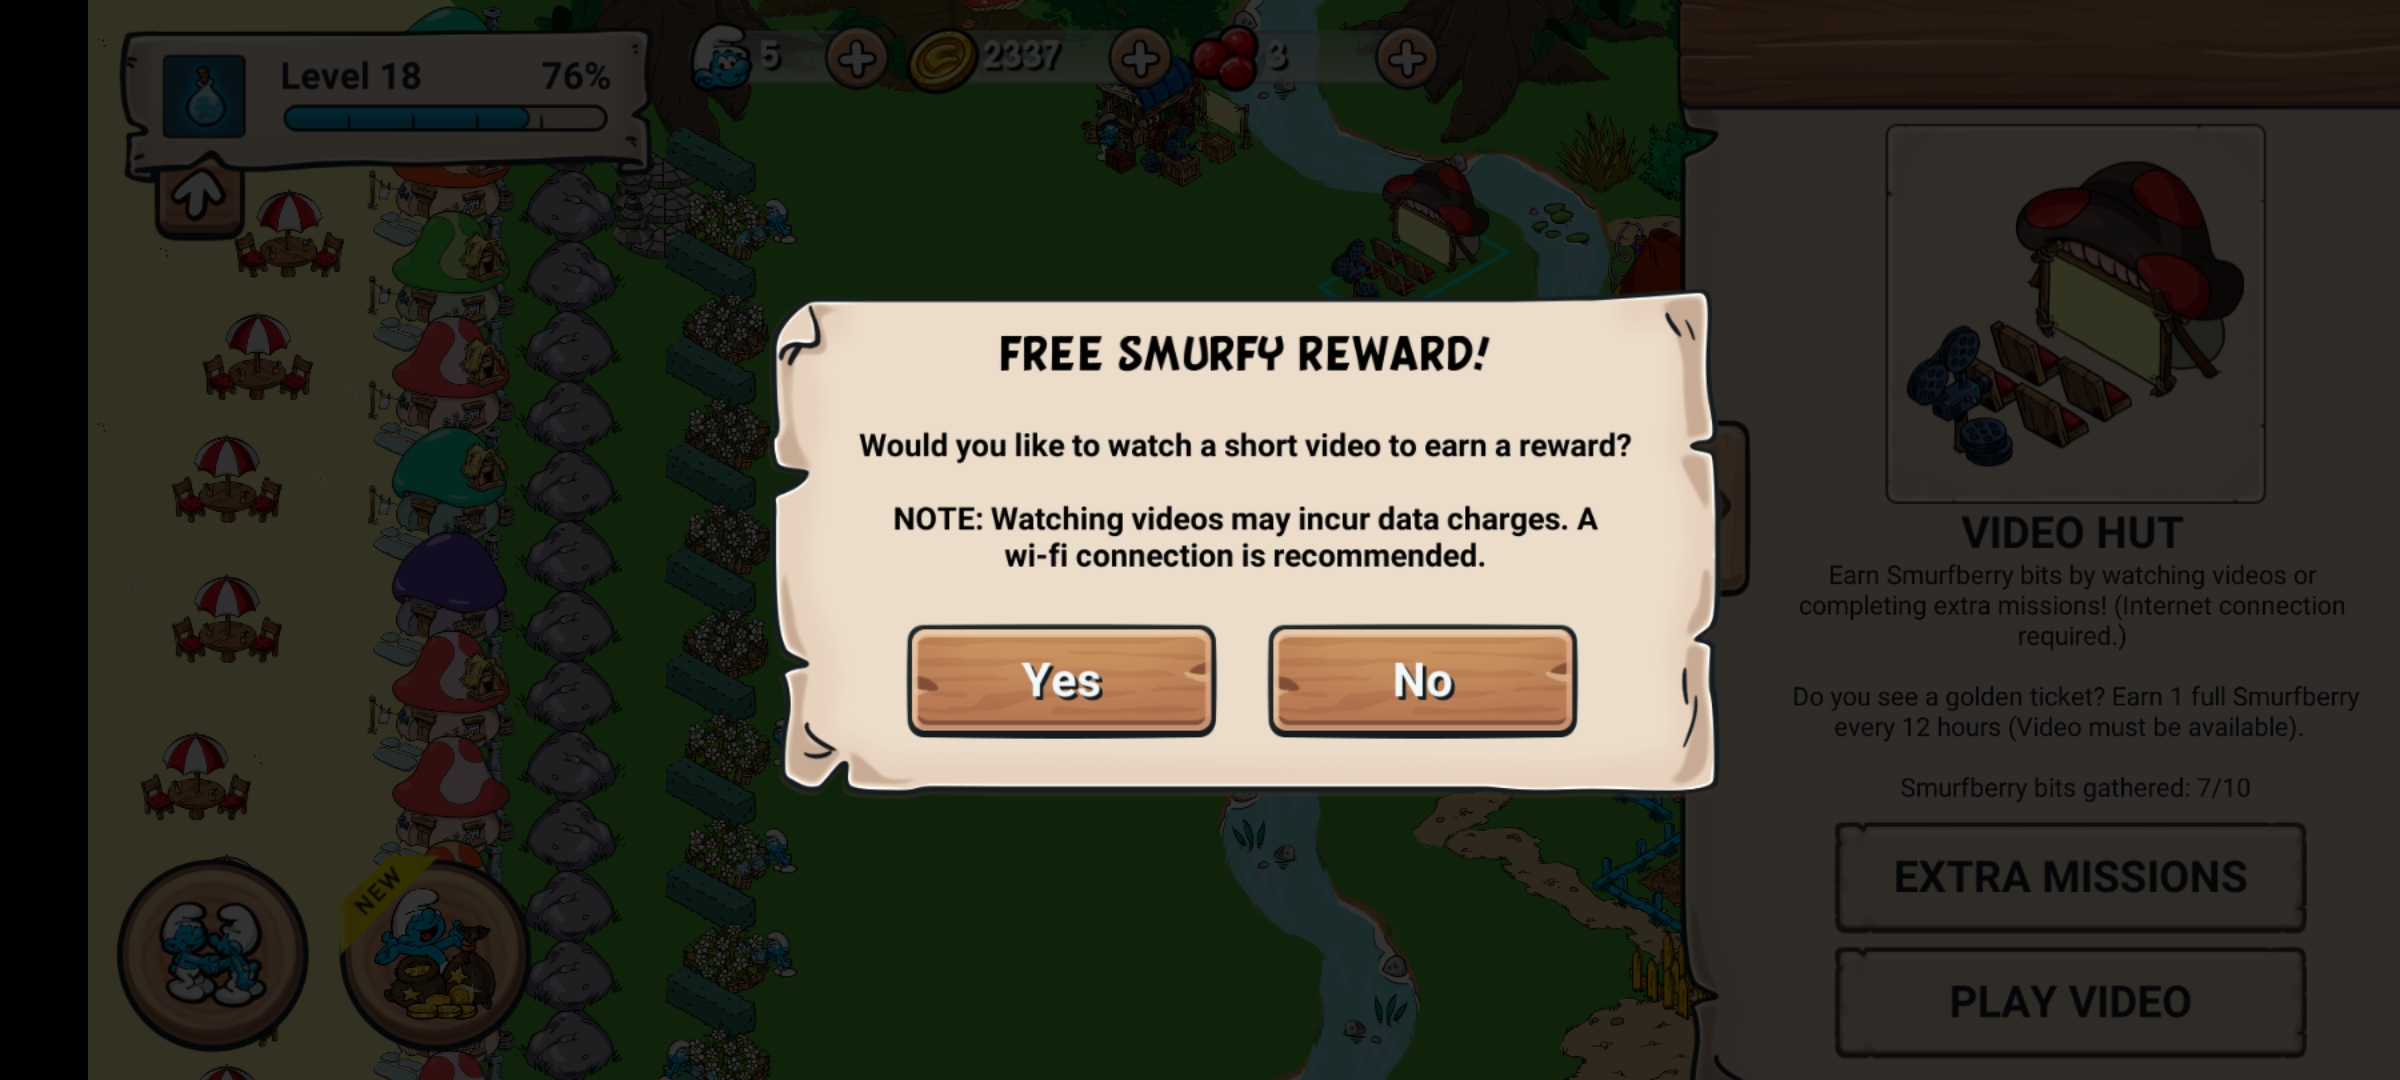 Level 18 76%
5
2337
3
FREE SMURFY REWARD!
Would you like to watch a short video to earn a reward?
NOTE: Watching videos may incur data charges. A
wi-fi connection is recommended.
Yes
No
VIDEO HUT
Earn Smurfberry bits by watching videos or
completing extra missions! (Internet connection
required.)
Do you see a golden ticket? Earn 1 full Smurfberry
every 12 hours (Video must be available).
Smurfberry bits gathered: 7/10
EXTRA MISSIONS
PLAY VIDEO
NEW